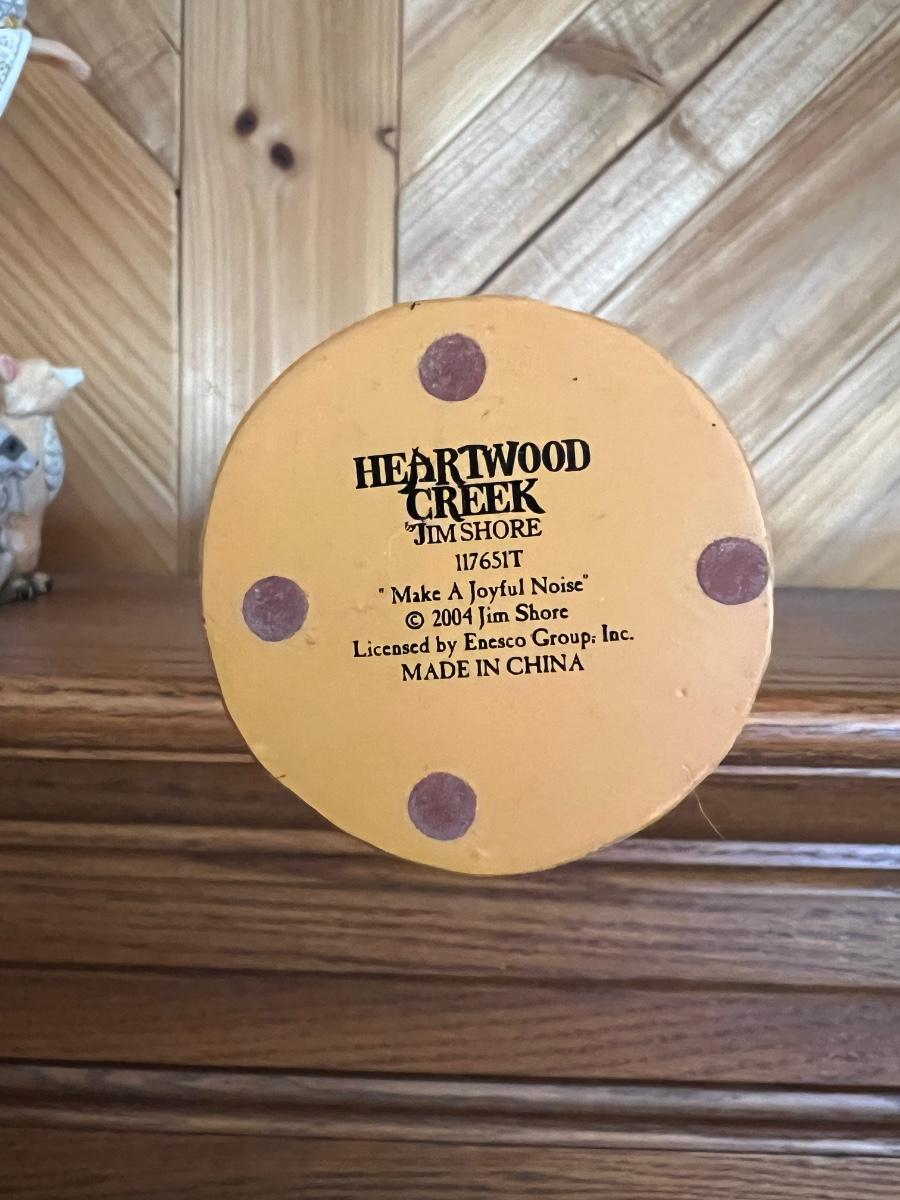 HEARTWOOD
CREEK
by JIM SHORE
117651T
"Make A Joyful Noise"
© 2004 Jim Shore
Licensed by Enesco Group, Inc.
MADE IN CHINA